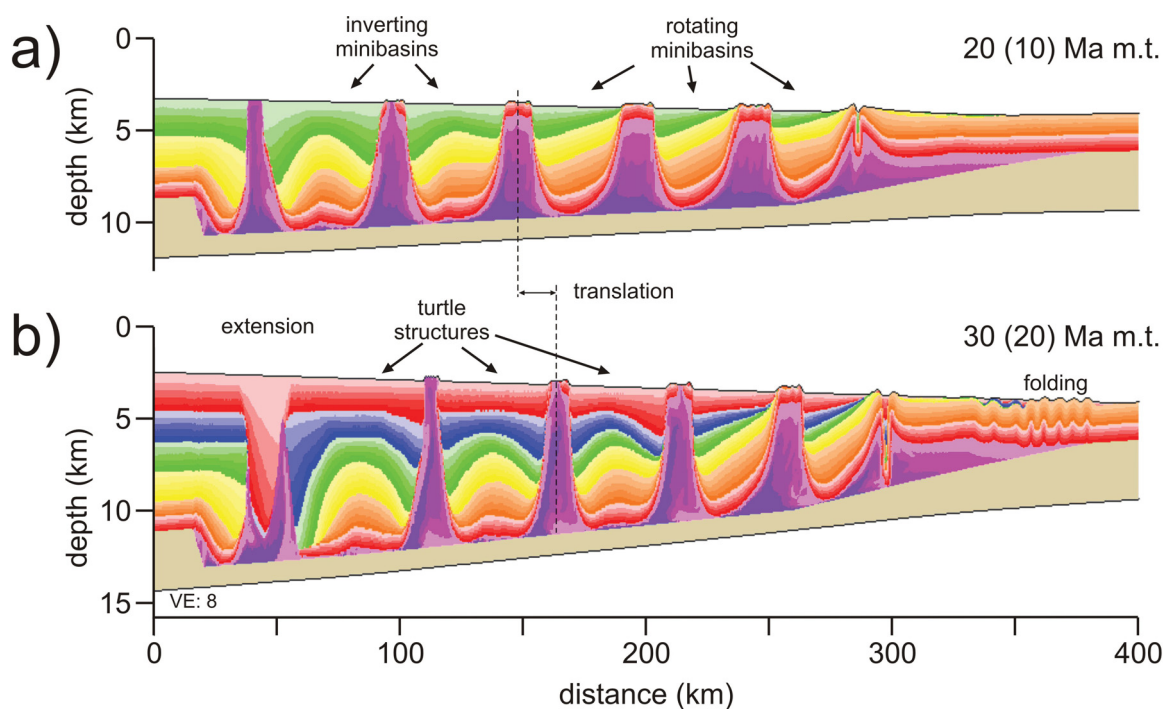 a)
inverting
minibasins
rotating
minibasins
20 (10) Ma m.t.
0
5
10
depth (km)
translation
b)
extension
turtle
structures
30 (20) Ma m.t.
folding
0
5
10
15
depth (km)
VE: 8
0
100
200
300
400
distance (km)